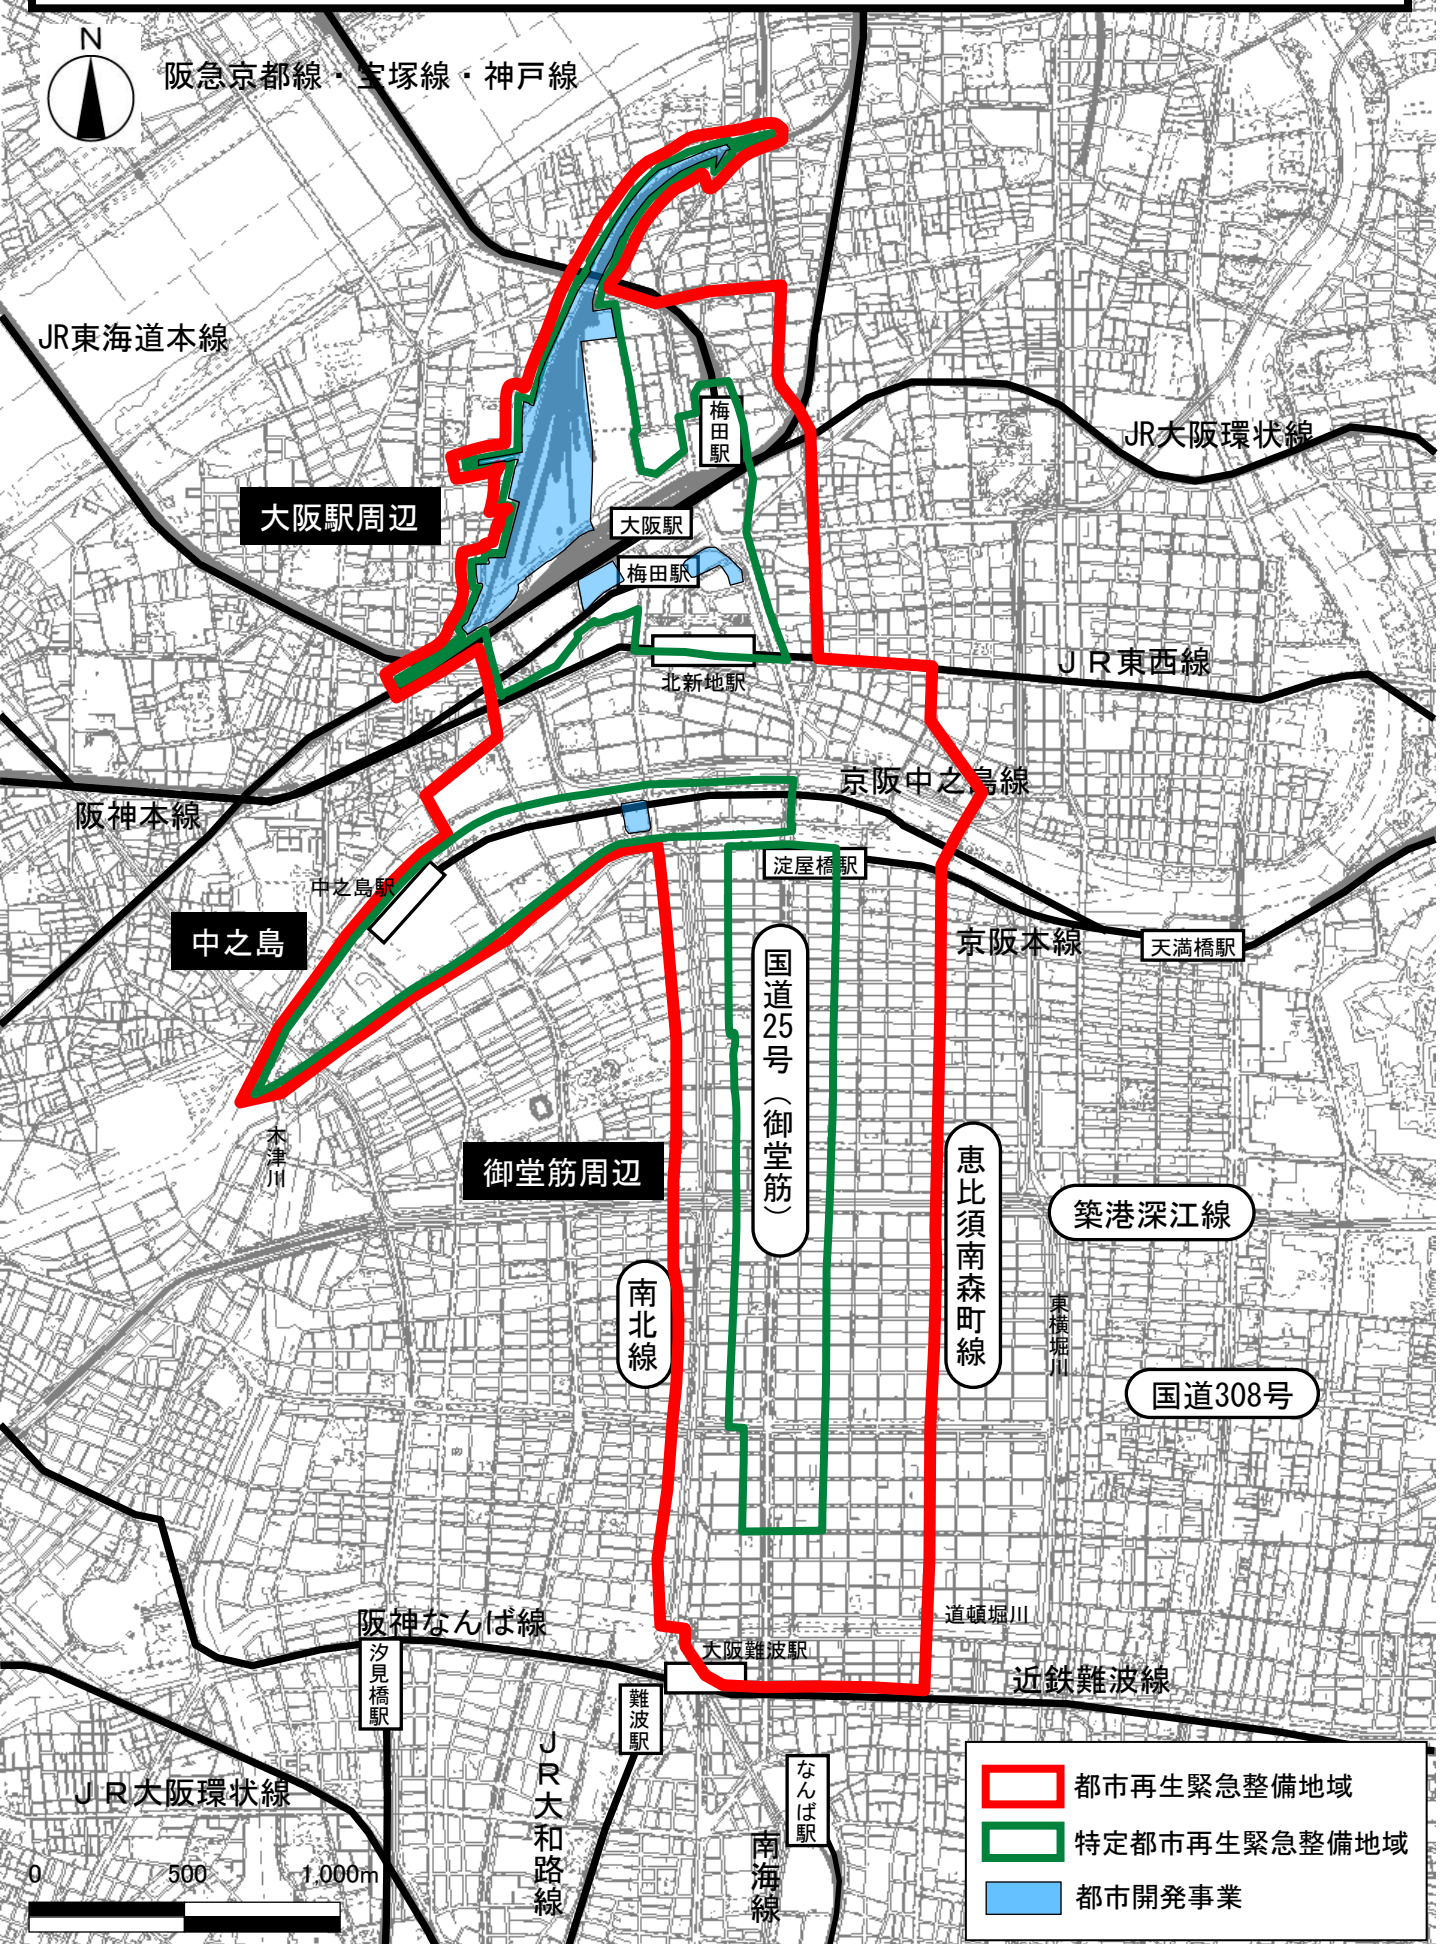 N
阪急京都線・宝塚線・神戸線
JR東海道本線
梅田駅
JR大阪環状線
大阪駅周辺
大阪駅
梅田駅
ＪＲ東西線
北新地駅
京阪中之島線
阪神本線
淀屋橋駅
中之島駅
中之島
京阪本線
天満橋駅
国道25号（御堂筋）
木津川
御堂筋周辺
恵比須南森町線
築港深江線
南北線
東横堀川
国道308号
道頓堀川
阪神なんば線
大阪難波駅
汐見橋駅
近鉄難波線
難波駅
ＪＲ大和路線
なんば駅
ＪＲ大阪環状線
南海線
0 500 1,000m
都市再生緊急整備地域
特定都市再生緊急整備地域
都市開発事業